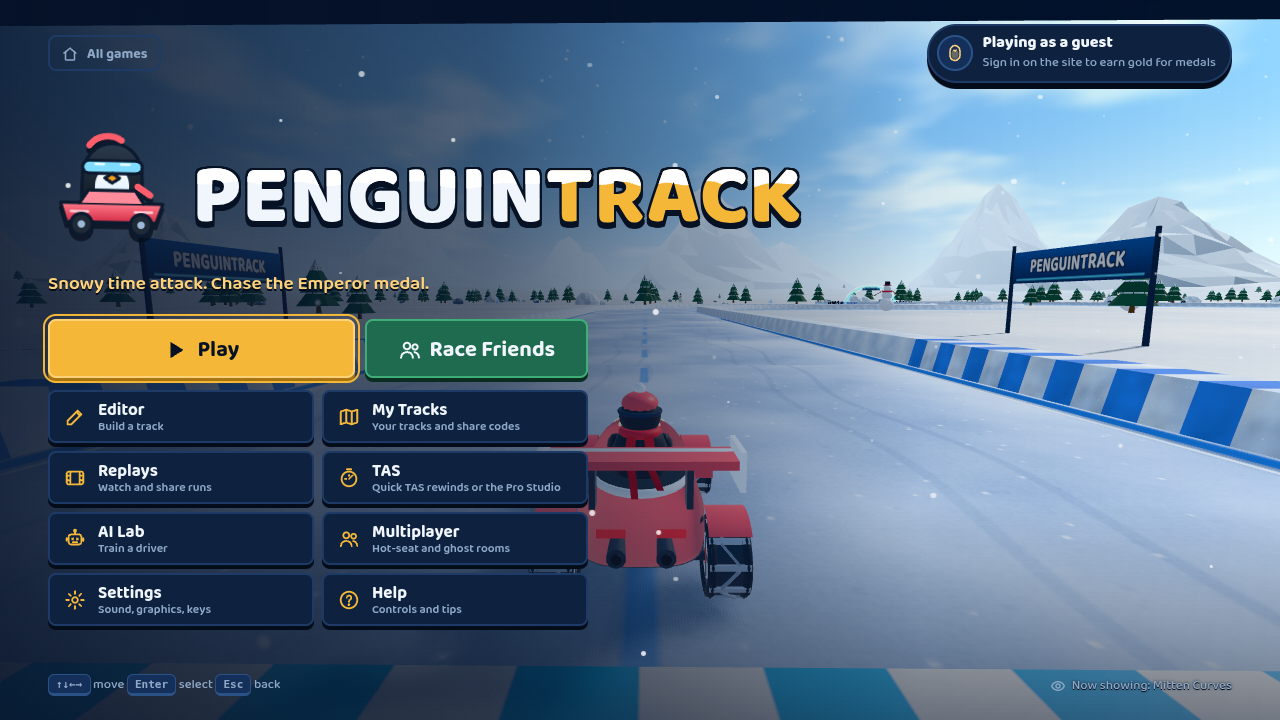 All games
Playing as a guest
Sign in on the site to earn gold for medals
PENGUINTRACK
PENGUINTRACK
PENGUINTRACK
Snowy time attack. Chase the Emperor medal.
Play
Race Friends
Editor
Build a track
My Tracks
Your tracks and share codes
Replays
Watch and share runs
TAS
Quick TAS rewinds or the Pro Studio
AI Lab
Train a driver
Multiplayer
Hot-seat and ghost rooms
Settings
Sound, graphics, keys
Help
Controls and tips
↑↓←→ move Enter select Esc back
Now showing: Mitten Curves